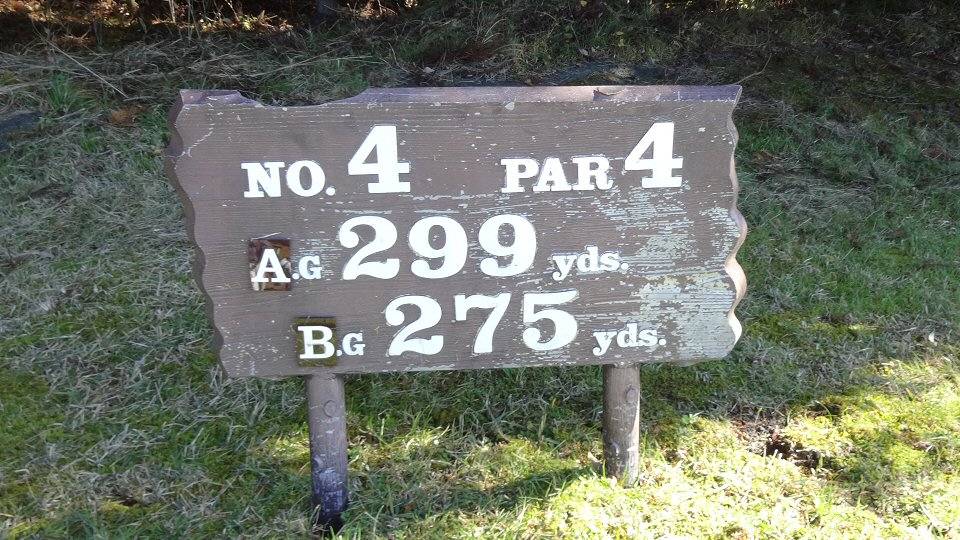 NO. 4 PAR 4
A.G 299 yds.
B.G 275 yds.